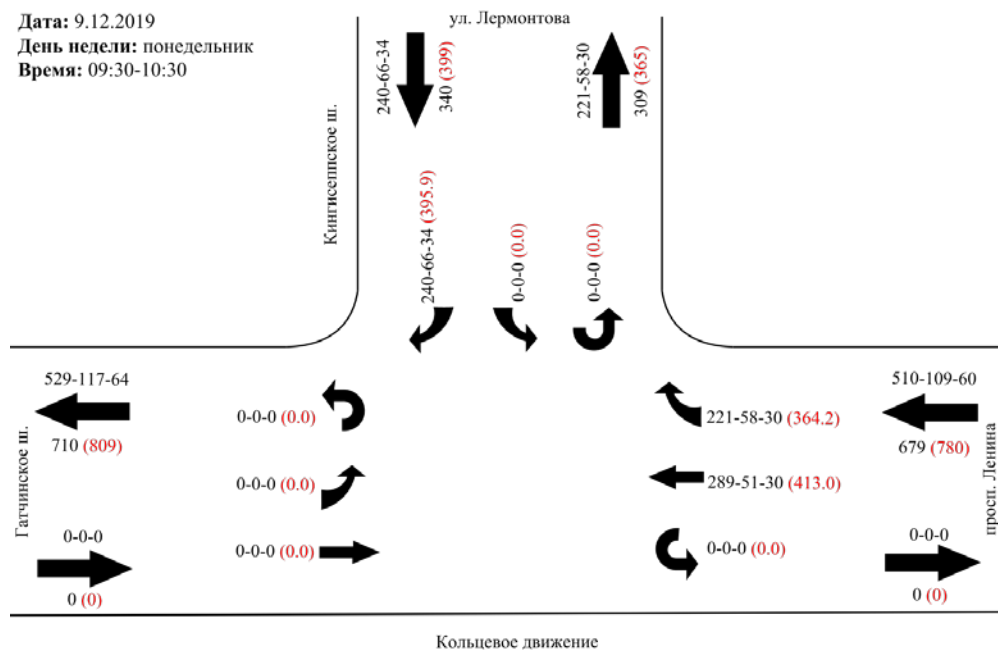 Дата: 9.12.2019
День недели: понедельник
Время: 09:30-10:30
ул. Лермонтова
Кингисеппское ш.
240-66-34
340 (399)
221-58-30
309 (365)
240-66-34 (395.9)
0-0-0 (0.0)
0-0-0 (0.0)
529-117-64
710 (809)
Гатчинское ш.
0-0-0
0 (0)
0-0-0 (0.0)
0-0-0 (0.0)
0-0-0 (0.0)
221-58-30 (364.2)
289-51-30 (413.0)
0-0-0 (0.0)
510-109-60
679 (780)
просп. Ленина
0-0-0
0 (0)
Кольцевое движение